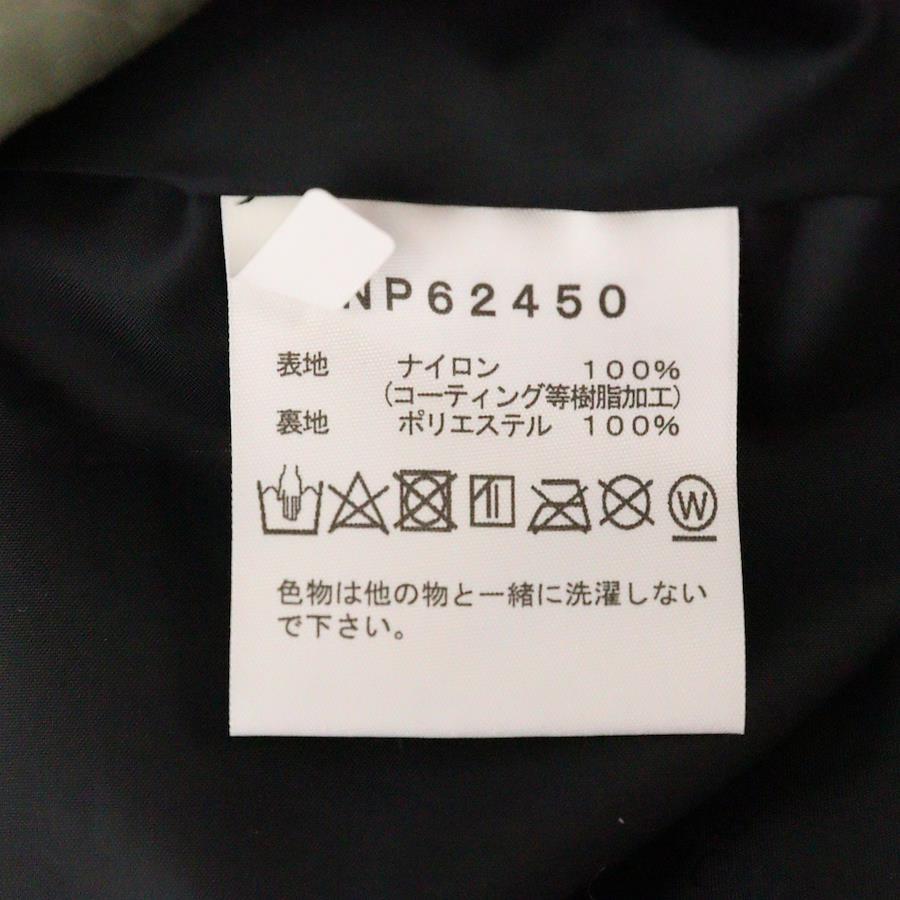 NP62450
表地 ナイロン 100%
(コーティング等樹脂加工)
裏地 ポリエステル 100%
W
色物は他の物と一緒に洗濯しない
で下さい。